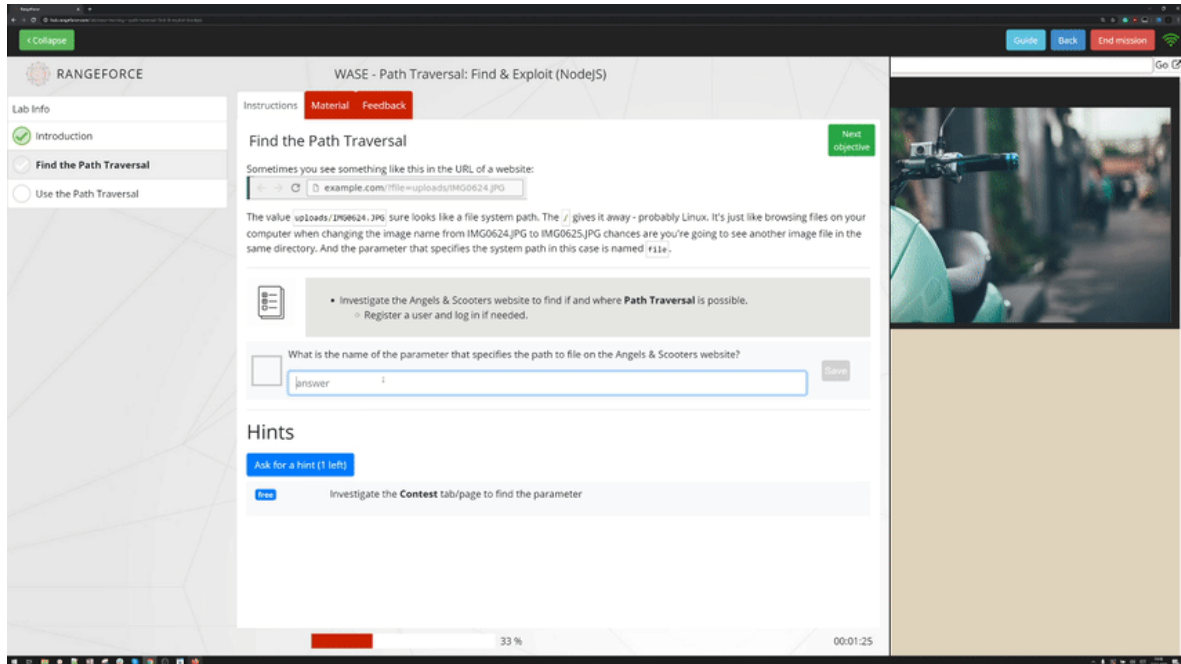 RangeForce
< Collapse
Guide
Back
End mission
RANGEFORCE
WASE - Path Traversal: Find & Exploit (NodeJS)
Go
Lab Info
Introduction
Find the Path Traversal
Use the Path Traversal
Instructions
Material
Feedback
Find the Path Traversal
Next
objective
Sometimes you see something like this in the URL of a website:
example.com/?file=uploads/IMG0624.JPG
The value uploads/IMG0624.JPG sure looks like a file system path. The / gives it away - probably Linux. It's just like browsing files on your
computer when changing the image name from IMG0624.JPG to IMG0625.JPG chances are you're going to see another image file in the
same directory. And the parameter that specifies the system path in this case is named file.
• Investigate the Angels & Scooters website to find if and where Path Traversal is possible.
○ Register a user and log in if needed.
What is the name of the parameter that specifies the path to file on the Angels & Scooters website?
answer
Save
Hints
Ask for a hint (1 left)
free
Investigate the Contest tab/page to find the parameter
33 %
00:01:25